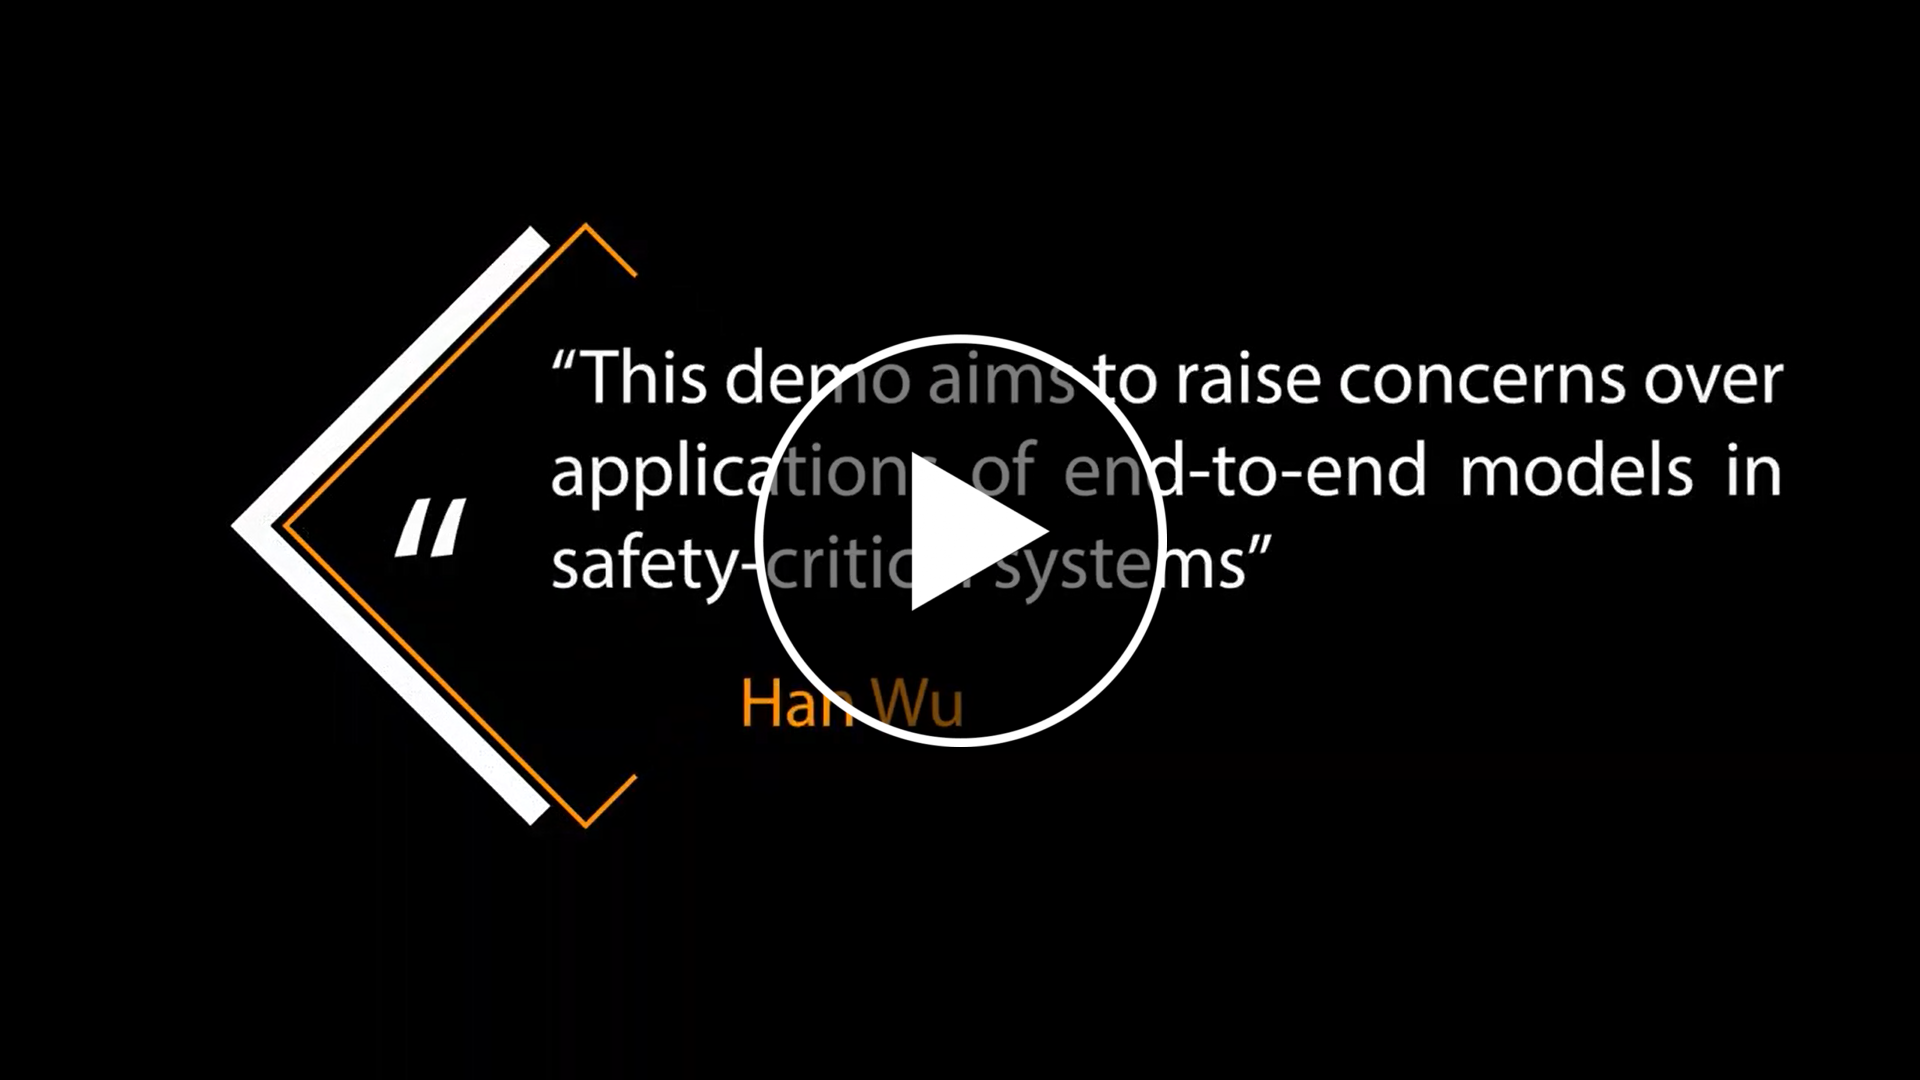 “This demo aims to raise concerns over
applications of end-to-end models in
safety-critical systems”
“
Han Wu